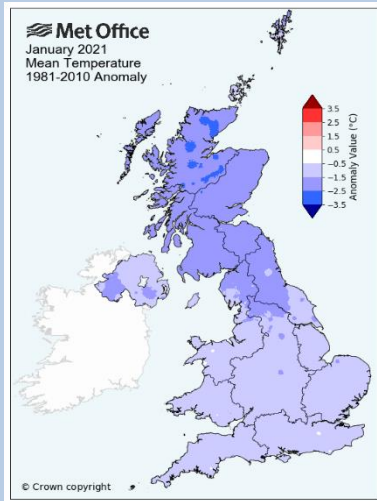 Met Office
January 2021
Mean Temperature
1981-2010 Anomaly
3.5
2.5
1.5
0.5
−0.5
−1.5
−2.5
−3.5
Anomaly Value (°C)
© Crown copyright